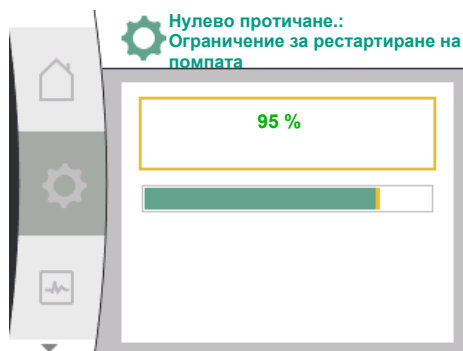 Нулево протичане.:
Ограничение за рестартиране на
помпата
95 %